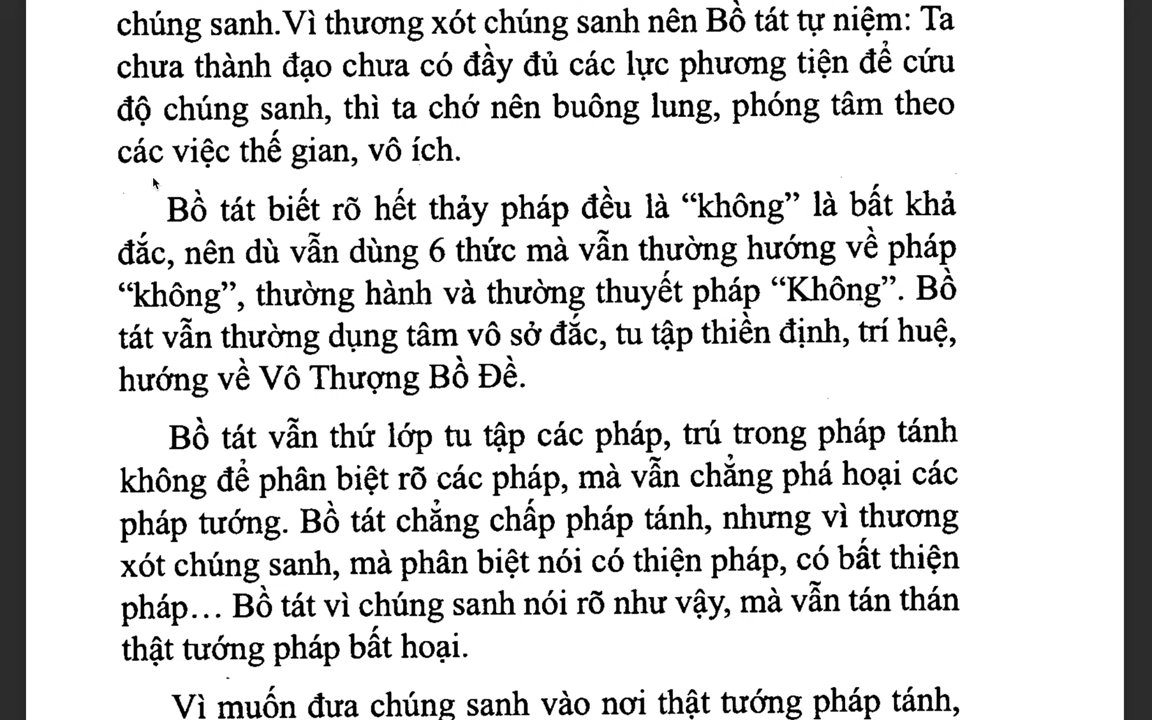 chúng sanh.Vì thương xót chúng sanh nên Bồ tát tự niệm: Ta
chưa thành đạo chưa có đầy đủ các lực phương tiện để cứu
độ chúng sanh, thì ta chớ nên buông lung, phóng tâm theo
các việc thế gian, vô ích.
Bồ tát biết rõ hết thảy pháp đều là “không” là bất khả
đắc, nên dù vẫn dùng 6 thức mà vẫn thường hướng về pháp
“không”, thường hành và thường thuyết pháp “Không”. Bồ
tát vẫn thường dụng tâm vô sở đắc, tu tập thiền định, trí huệ,
hướng về Vô Thượng Bồ Đề.
Bồ tát vẫn thứ lớp tu tập các pháp, trú trong pháp tánh
không để phân biệt rõ các pháp, mà vẫn chẳng phá hoại các
pháp tướng. Bồ tát chẳng chấp pháp tánh, nhưng vì thương
xót chúng sanh, mà phân biệt nói có thiện pháp, có bất thiện
pháp… Bồ tát vì chúng sanh nói rõ như vậy, mà vẫn tán thán
thật tướng pháp bất hoại.
Vì muốn đưa chúng sanh vào nơi thật tướng pháp tánh,